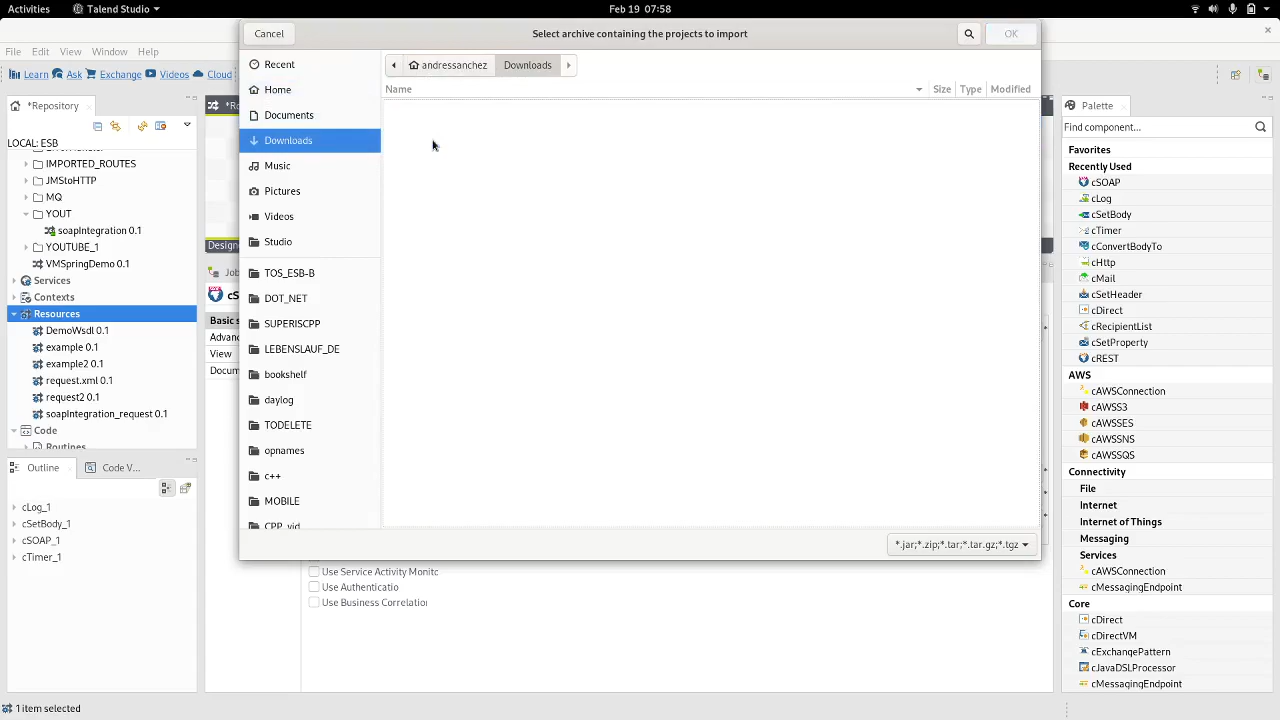 Activities
Talend Studio
Feb 19 07:58
Cancel
Select archive containing the projects to import
OK
File Edit View Window Help
Learn Ask Exchange Videos Cloud
andressanchez Downloads
Name Size Type Modified
Recent
Home
Documents
Downloads
Music
Pictures
Videos
Studio
TOS_ESB-B
DOT_NET
SUPERISCPP
LEBENSLAUF_DE
bookshelf
daylog
TODELETE
opnames
c++
MOBILE
CPP_vid
*.jar;*.zip;*.tar;*.tar.gz;*.tgz
*Repository
LOCAL: ESB
IMPORTED_ROUTES
JMStoHTTP
MQ
YOUT
soapIntegration 0.1
YOUTUBE_1
VMSpringDemo 0.1
Services
Contexts
Resources
DemoWsdl 0.1
example 0.1
example2 0.1
request.xml 0.1
request2 0.1
soapIntegration_request 0.1
Code
Routines
Outline Code V...
cLog_1
cSetBody_1
cSOAP_1
cTimer_1
1 item selected
Use Service Activity Monitc
Use Authenticatio
Use Business Correlation
Palette
Find component...
Favorites
Recently Used
cSOAP
cLog
cSetBody
cTimer
cConvertBodyTo
cHttp
cMail
cSetHeader
cDirect
cRecipientList
cSetProperty
cREST
AWS
cAWSConnection
cAWSS3
cAWSSES
cAWSSNS
cAWSSQS
Connectivity
File
Internet
Internet of Things
Messaging
Services
cAWSConnection
cMessagingEndpoint
Core
cDirect
cDirectVM
cExchangePattern
cJavaDSLProcessor
cMessagingEndpoint